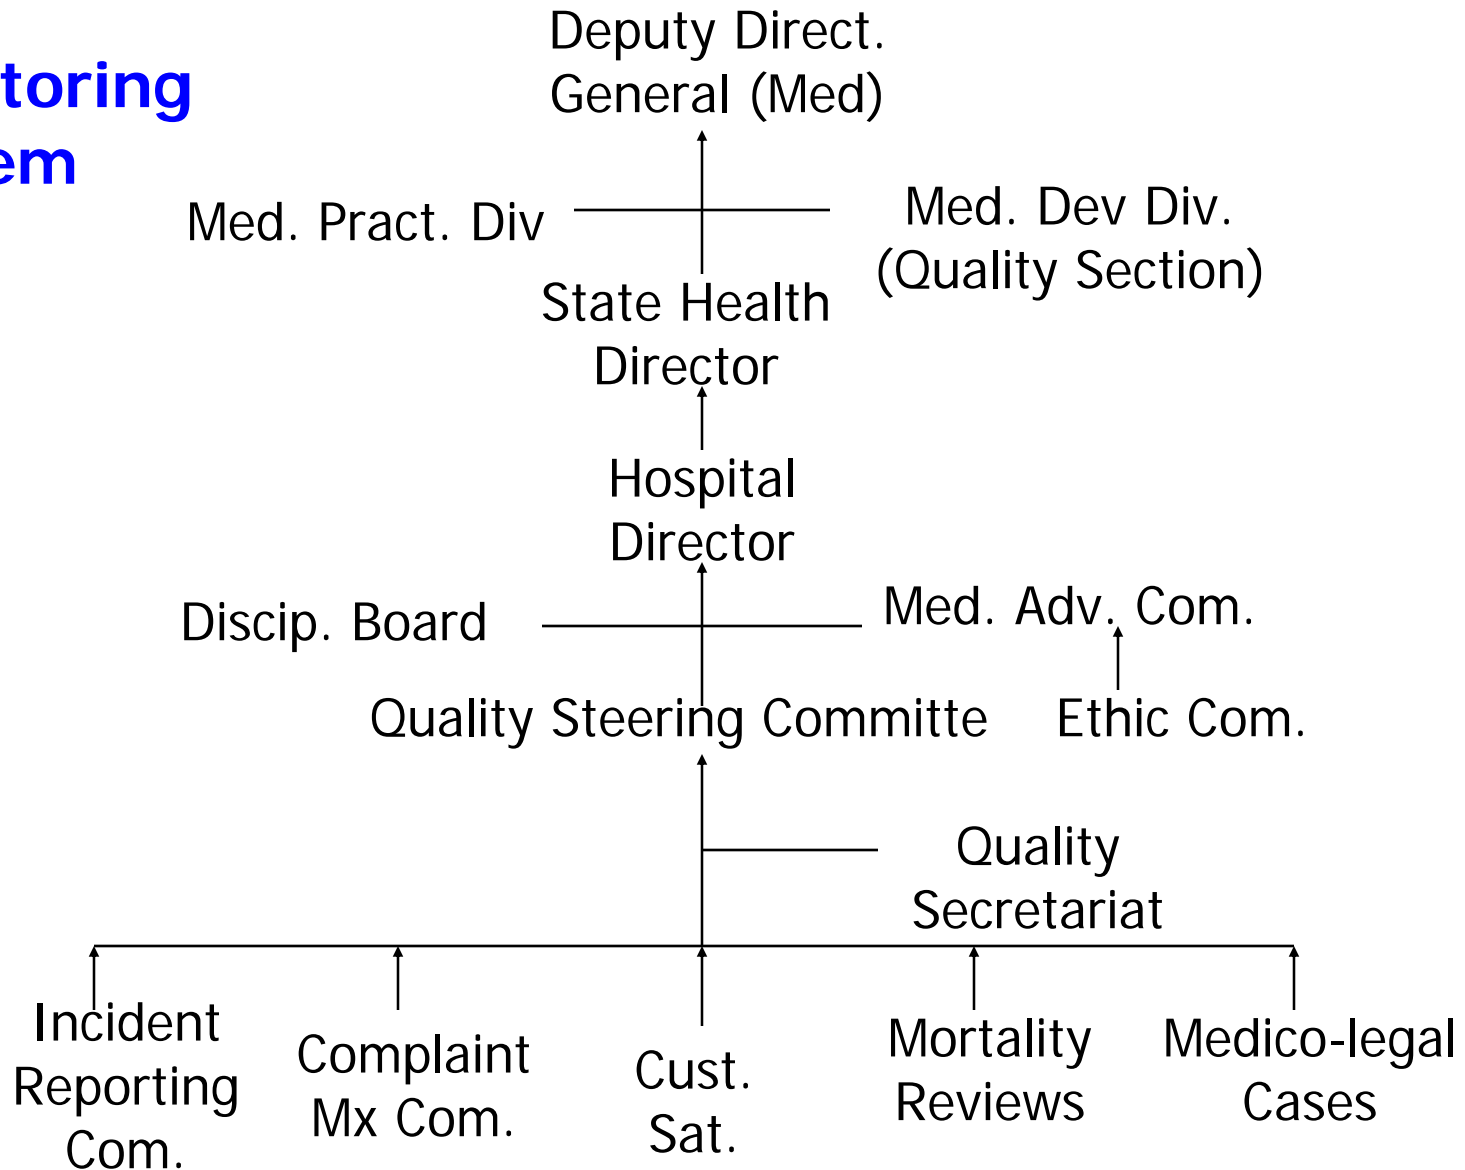 Deputy Direct.
General (Med)
toring
em
Med. Pract. Div
Med. Dev Div.
(Quality Section)
State Health
Director
Hospital
Director
Discip. Board
Med. Adv. Com.
Quality Steering Committe
Ethic Com.
Quality
Secretariat
Incident
Reporting
Com.
Complaint
Mx Com.
Cust.
Sat.
Mortality
Reviews
Medico-legal
Cases